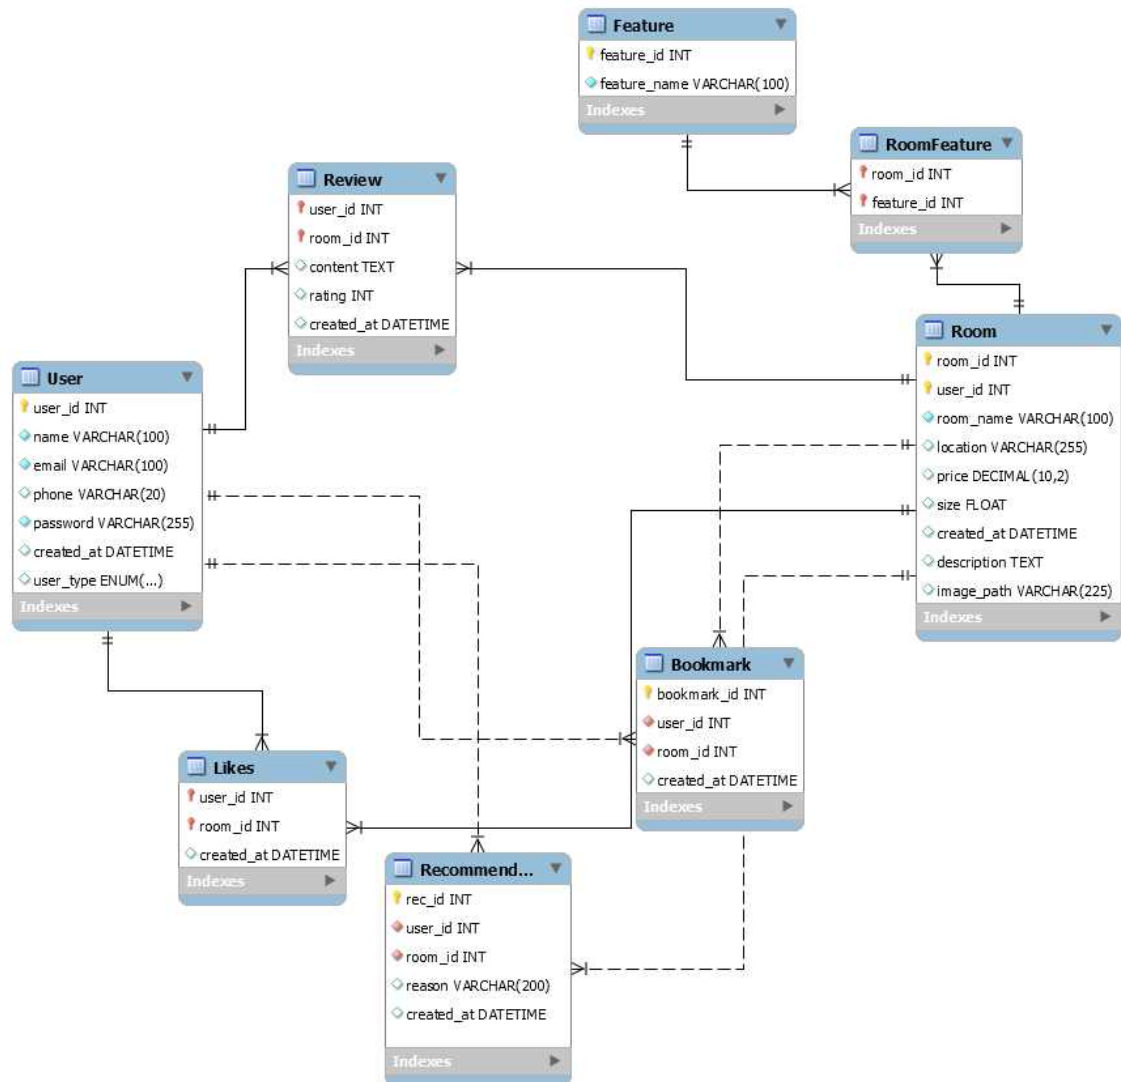 Feature
feature_id INT
feature_name VARCHAR(100)
Indexes
RoomFeature
room_id INT
feature_id INT
Indexes
Review
user_id INT
room_id INT
content TEXT
rating INT
created_at DATETIME
Indexes
Room
room_id INT
user_id INT
room_name VARCHAR(100)
location VARCHAR(255)
price DECIMAL(10,2)
size FLOAT
created_at DATETIME
description TEXT
image_path VARCHAR(225)
Indexes
User
user_id INT
name VARCHAR(100)
email VARCHAR(100)
phone VARCHAR(20)
password VARCHAR(255)
created_at DATETIME
user_type ENUM(...)
Indexes
Bookmark
bookmark_id INT
user_id INT
room_id INT
created_at DATETIME
Indexes
Likes
user_id INT
room_id INT
created_at DATETIME
Indexes
Recommend...
rec_id INT
user_id INT
room_id INT
reason VARCHAR(200)
created_at DATETIME
Indexes